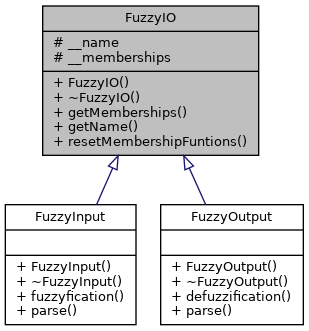 FuzzyIO
# __name
# __memberships
+ FuzzyIO()
+ ~FuzzyIO()
+ getMemberships()
+ getName()
+ resetMembershipFuntions()
FuzzyInput
+ FuzzyInput()
+ ~FuzzyInput()
+ fuzzyfication()
+ parse()
FuzzyOutput
+ FuzzyOutput()
+ ~FuzzyOutput()
+ defuzzification()
+ parse()